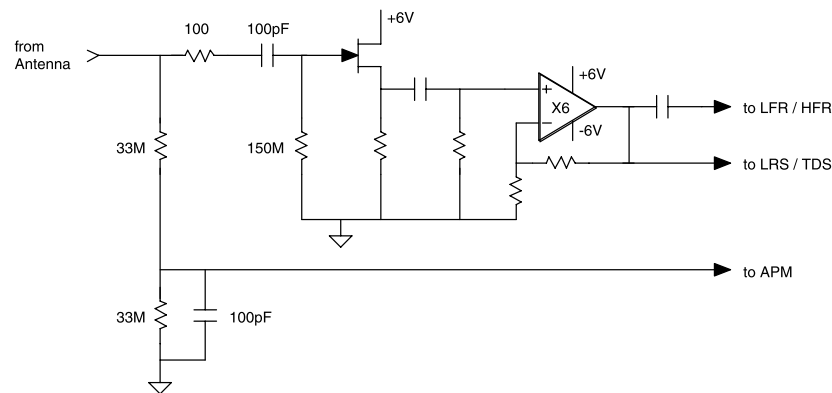 100
100pF
+6V
from
Antenna
+6V
+
X6
-6V
to LFR / HFR
33M
150M
to LRS / TDS
to APM
33M
100pF